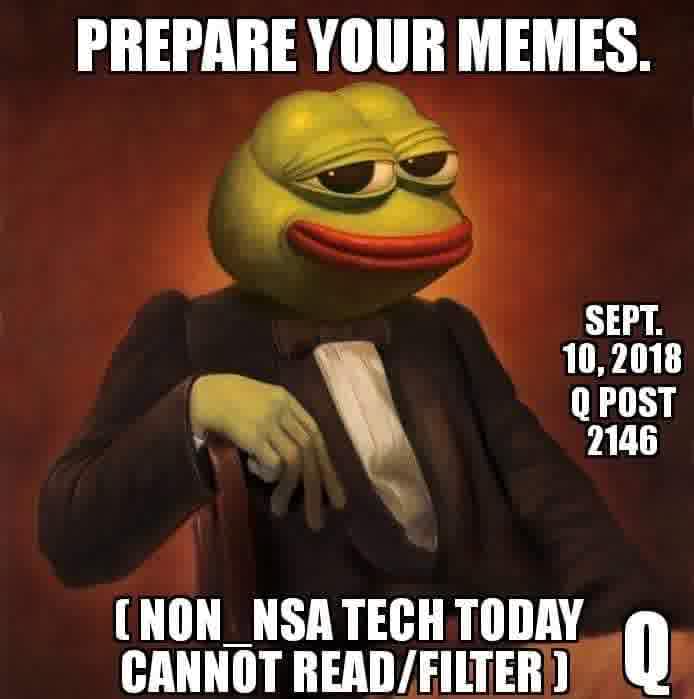 PREPARE YOUR MEMES.
SEPT.
10, 2018
Q POST
2146
( NON_NSA TECH TODAY
CANNOT READ/FILTER )
Q